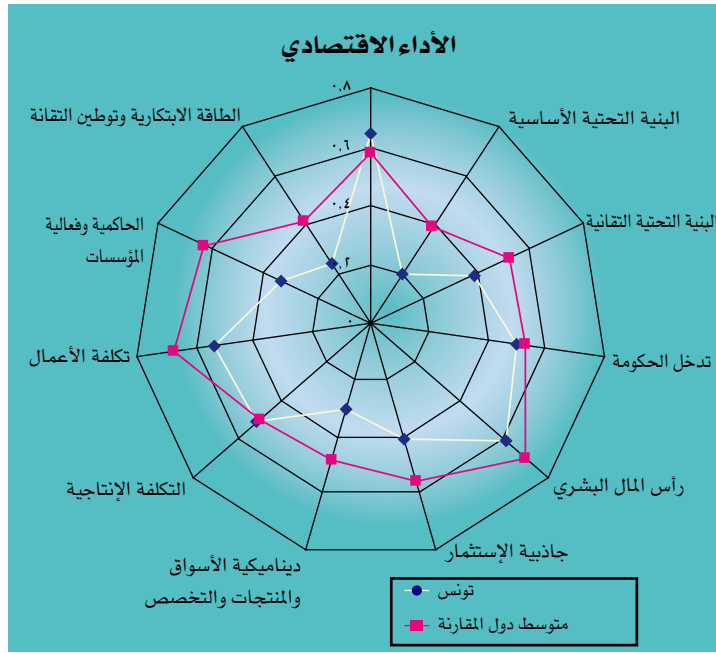 الأداء الاقتصادي
٠,٨
٠,٦
٠,٤
٠,٢
٠
البنية التحتية الأساسية
البنية التحتية التقانية
تدخل الحكومة
رأس المال البشري
جاذبية الإستثمار
ديناميكية الأسواق
والمنتجات والتخصص
التكلفة الإنتاجية
تكلفة الأعمال
الحاكمية وفعالية
المؤسسات
الطاقة الابتكارية وتوطين التقانة
تونس
متوسط دول المقارنة